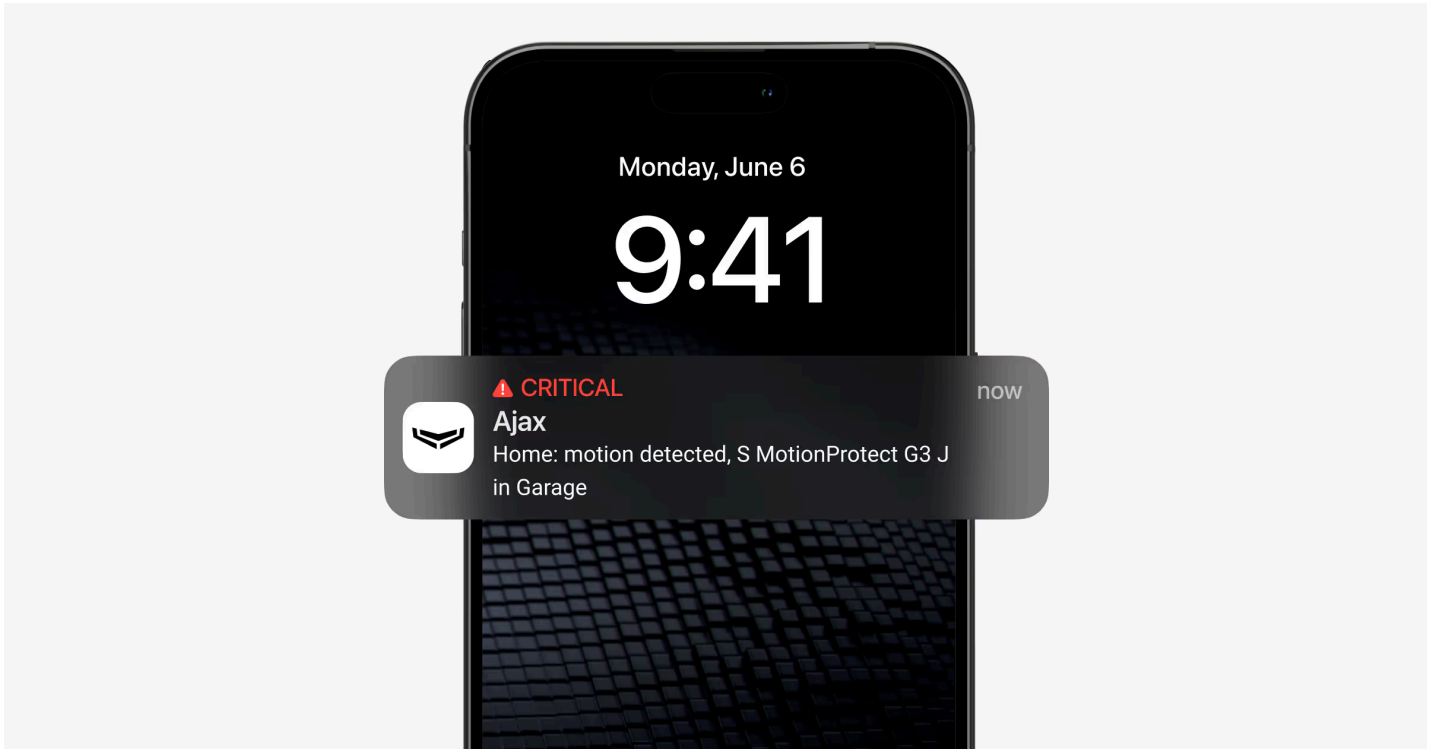 Monday, June 6
9:41
CRITICAL
now
Ajax
Home: motion detected, S MotionProtect G3 J
in Garage